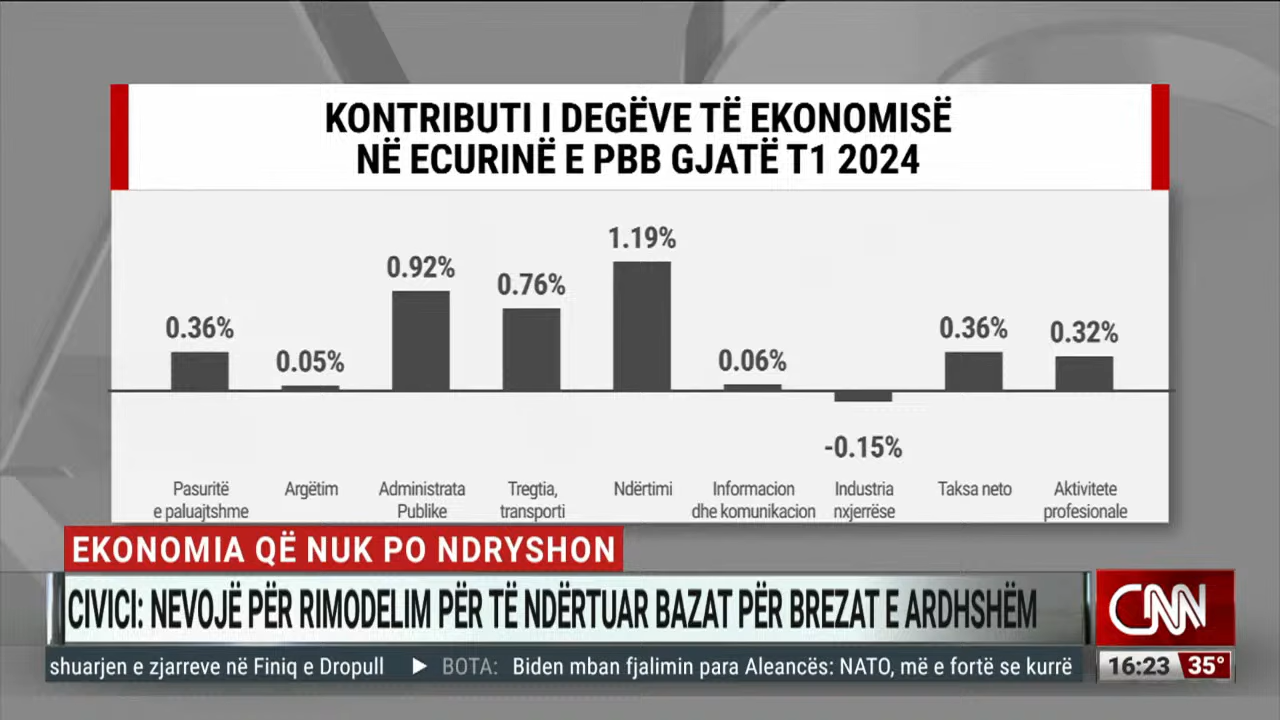 KONTRIBUTI I DEGËVE TË EKONOMISË
NË ECURINË E PBB GJATË T1 2024
0.36%
0.05%
0.92%
0.76%
1.19%
0.06%
-0.15%
0.36%
0.32%
Pasuritë
e paluajtshme
Argëtim
Administrata
Publike
Tregtia,
transporti
Ndërtimi
Informacion
dhe komunikacion
Industria
nxjerrëse
Taksa neto
Aktivitete
profesionale
EKONOMIA QË NUK PO NDRYSHON
CIVICI: NEVOJË PËR RIMODELIM PËR TË NDËRTUAR BAZAT PËR BREZAT E ARDHSHËM
CNN
shuarjen e zjarreve në Finiq e Dropull ▶ BOTA: Biden mban fjalimin para Aleancës: NATO, më e fortë se kurrë
16:23 35°